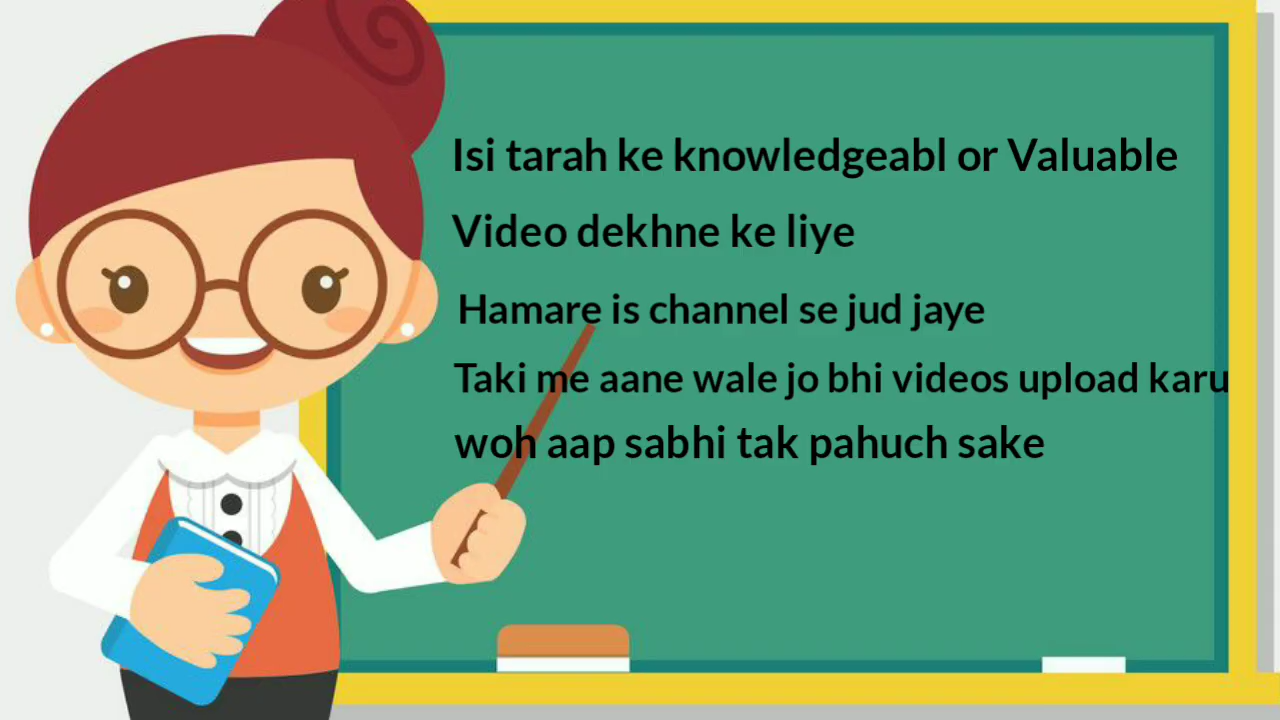 Isi tarah ke knowledgeabl or Valuable
Video dekhne ke liye
Hamare is channel se jud jaye
Taki me aane wale jo bhi videos upload karu
woh aap sabhi tak pahuch sake